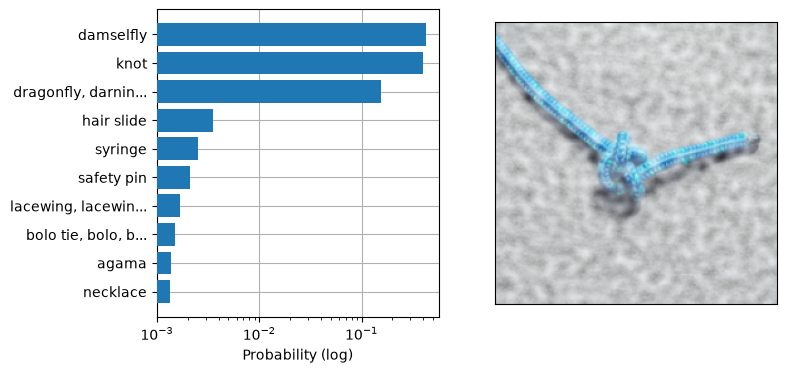 damselfly
knot
dragonfly, darnin...
hair slide
syringe
safety pin
lacewing, lacewin...
bolo tie, bolo, b...
agama
necklace
10⁻³ 10⁻² 10⁻¹
Probability (log)